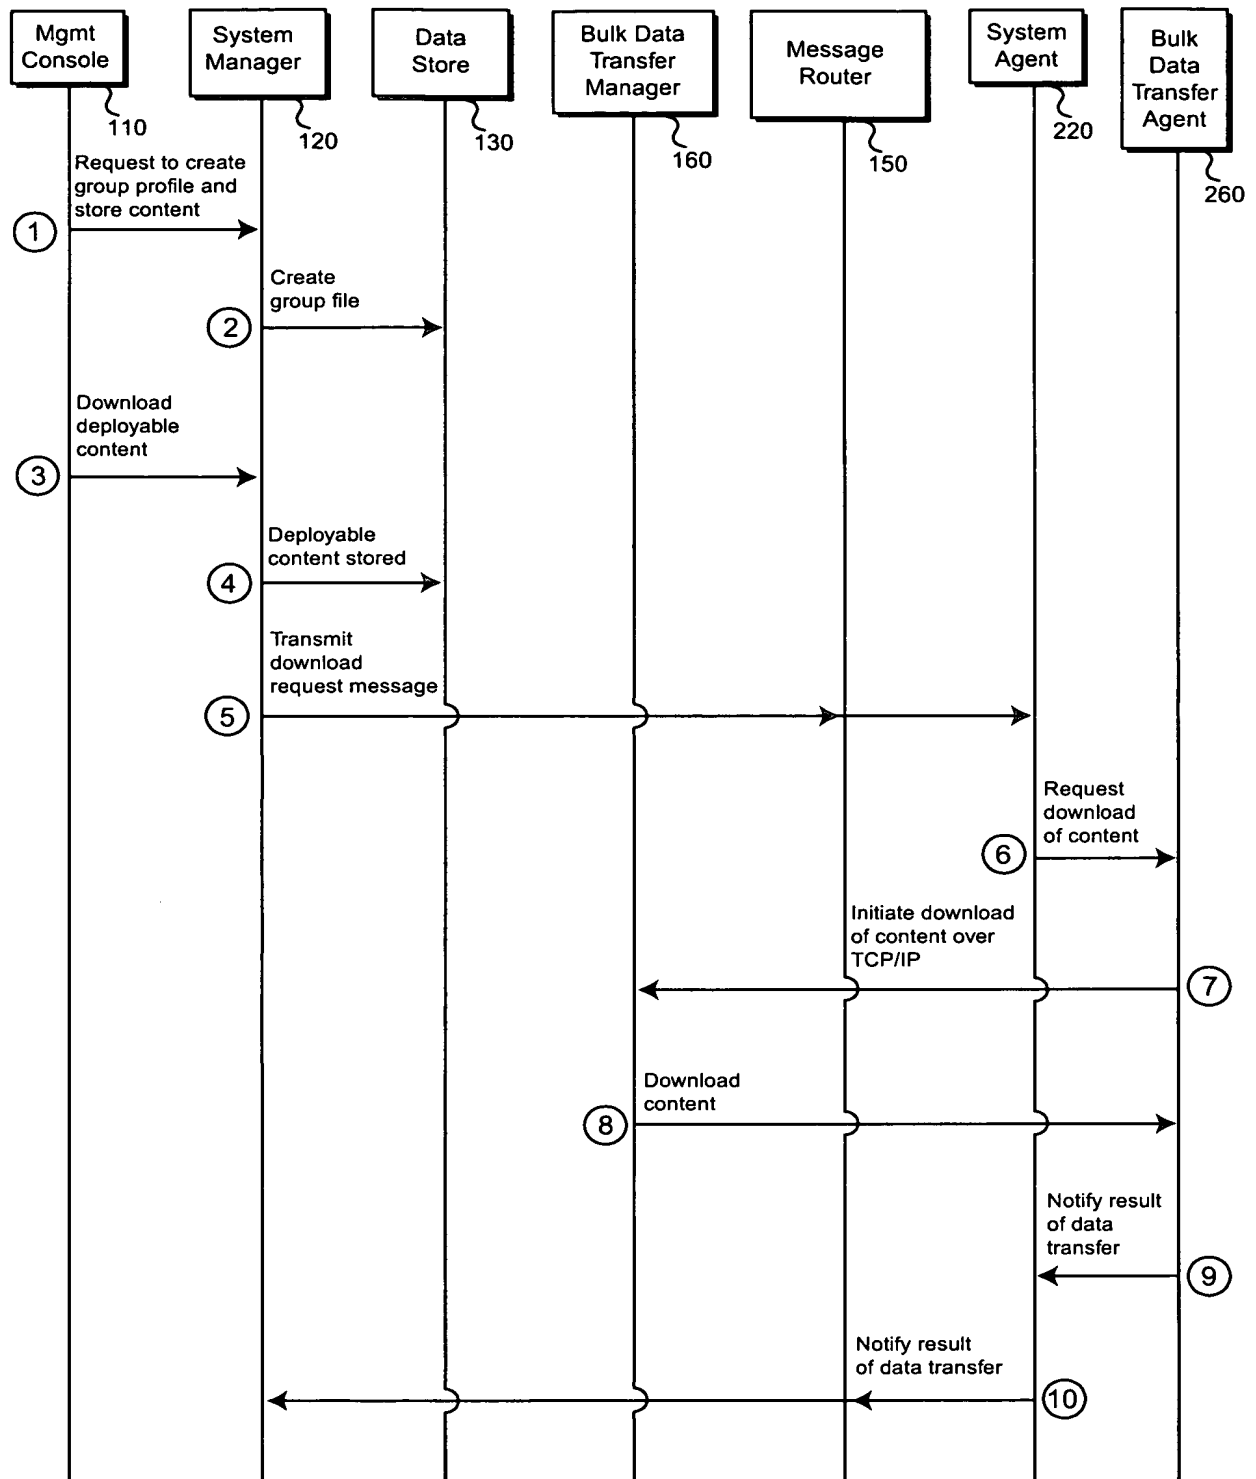 Mgmt
Console
System
Manager
Data
Store
Bulk Data
Transfer
Manager
Message
Router
System
Agent
Bulk
Data
Transfer
Agent
110
120
130
160
150
220
260
Request to create
group profile and
store content
1
Create
group file
2
Download
deployable
content
3
Deployable
content stored
4
Transmit
download
request message
5
Request
download
of content
6
Initiate download
of content over
TCP/IP
7
Download
content
8
Notify result
of data
transfer
9
Notify result
of data transfer
10